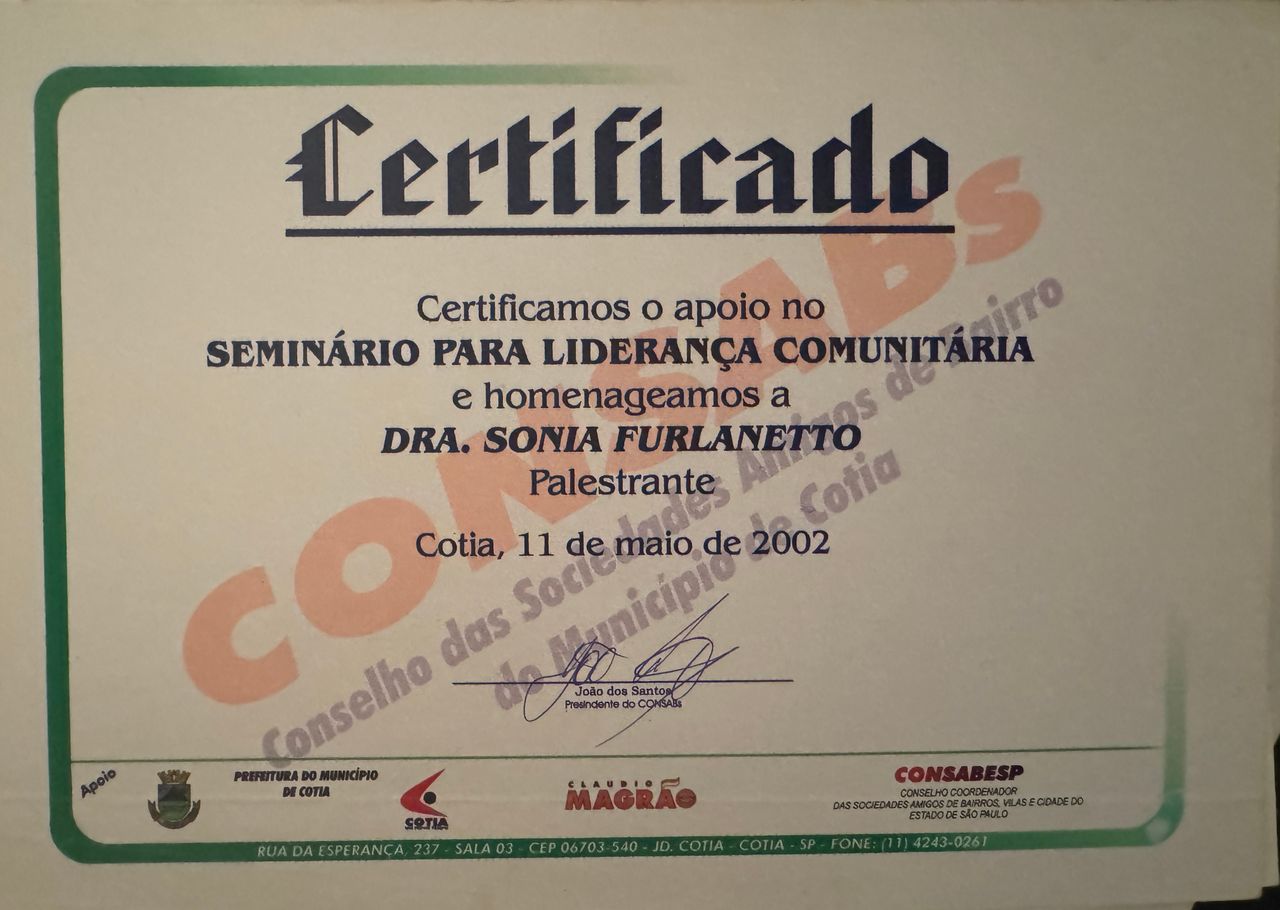 Certificado
Certificamos o apoio no
SEMINÁRIO PARA LIDERANÇA COMUNITÁRIA
e homenageamos a
DRA. SONIA FURLANETTO
Palestrante
Cotia, 11 de maio de 2002
CONSABs
Conselho das Sociedades Amigos de Bairro
do Município de Cotia
João dos Santos
Presindente do CONSABs
Apoio
PREFEITURA DO MUNICÍPIO
DE COTIA
COTIA
CLAUDIO
MAGRÃO
CONSABESP
CONSELHO COORDENADOR
DAS SOCIEDADES AMIGOS DE BAIRROS, VILAS E CIDADE DO
ESTADO DE SÃO PAULO
RUA DA ESPERANÇA, 237 - SALA 03 - CEP 06703-540 - JD. COTIA - COTIA - SP - FONE: (11) 4243-0261